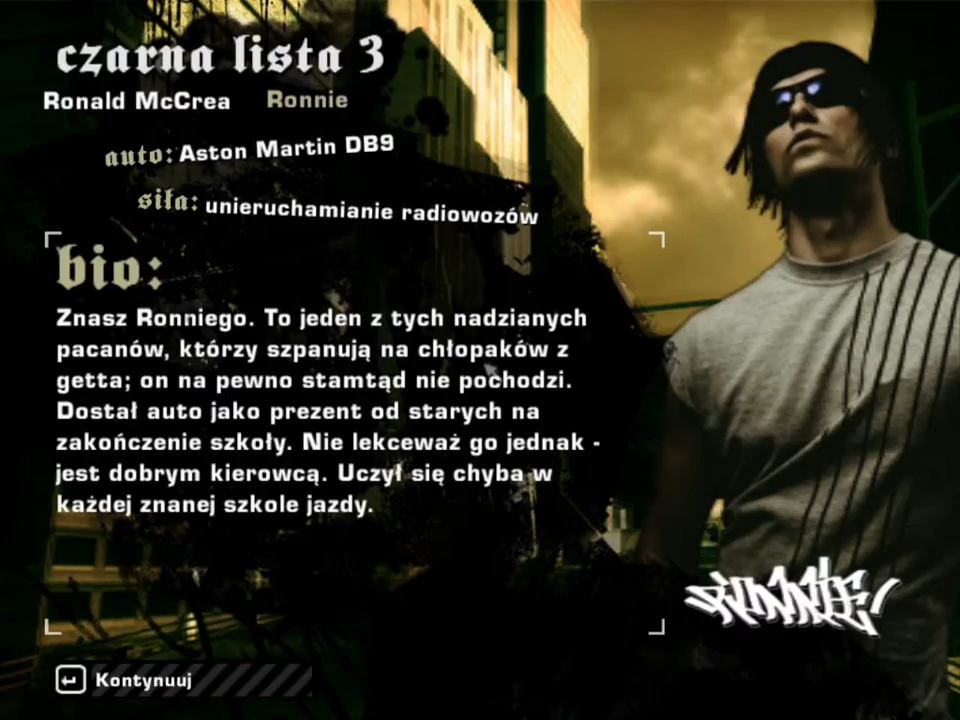 czarna lista 3
Ronald McCrea Ronnie
auto: Aston Martin DB9
siła: unieruchamianie radiowozów
bio:
Znasz Ronniego. To jeden z tych nadzianych
pacanów, którzy szpanują na chłopaków z
getta; on na pewno stamtąd nie pochodzi.
Dostał auto jako prezent od starych na
zakończenie szkoły. Nie lekceważ go jednak -
jest dobrym kierowcą. Uczył się chyba w
każdej znanej szkole jazdy.
RONNIE
Kontynuuj